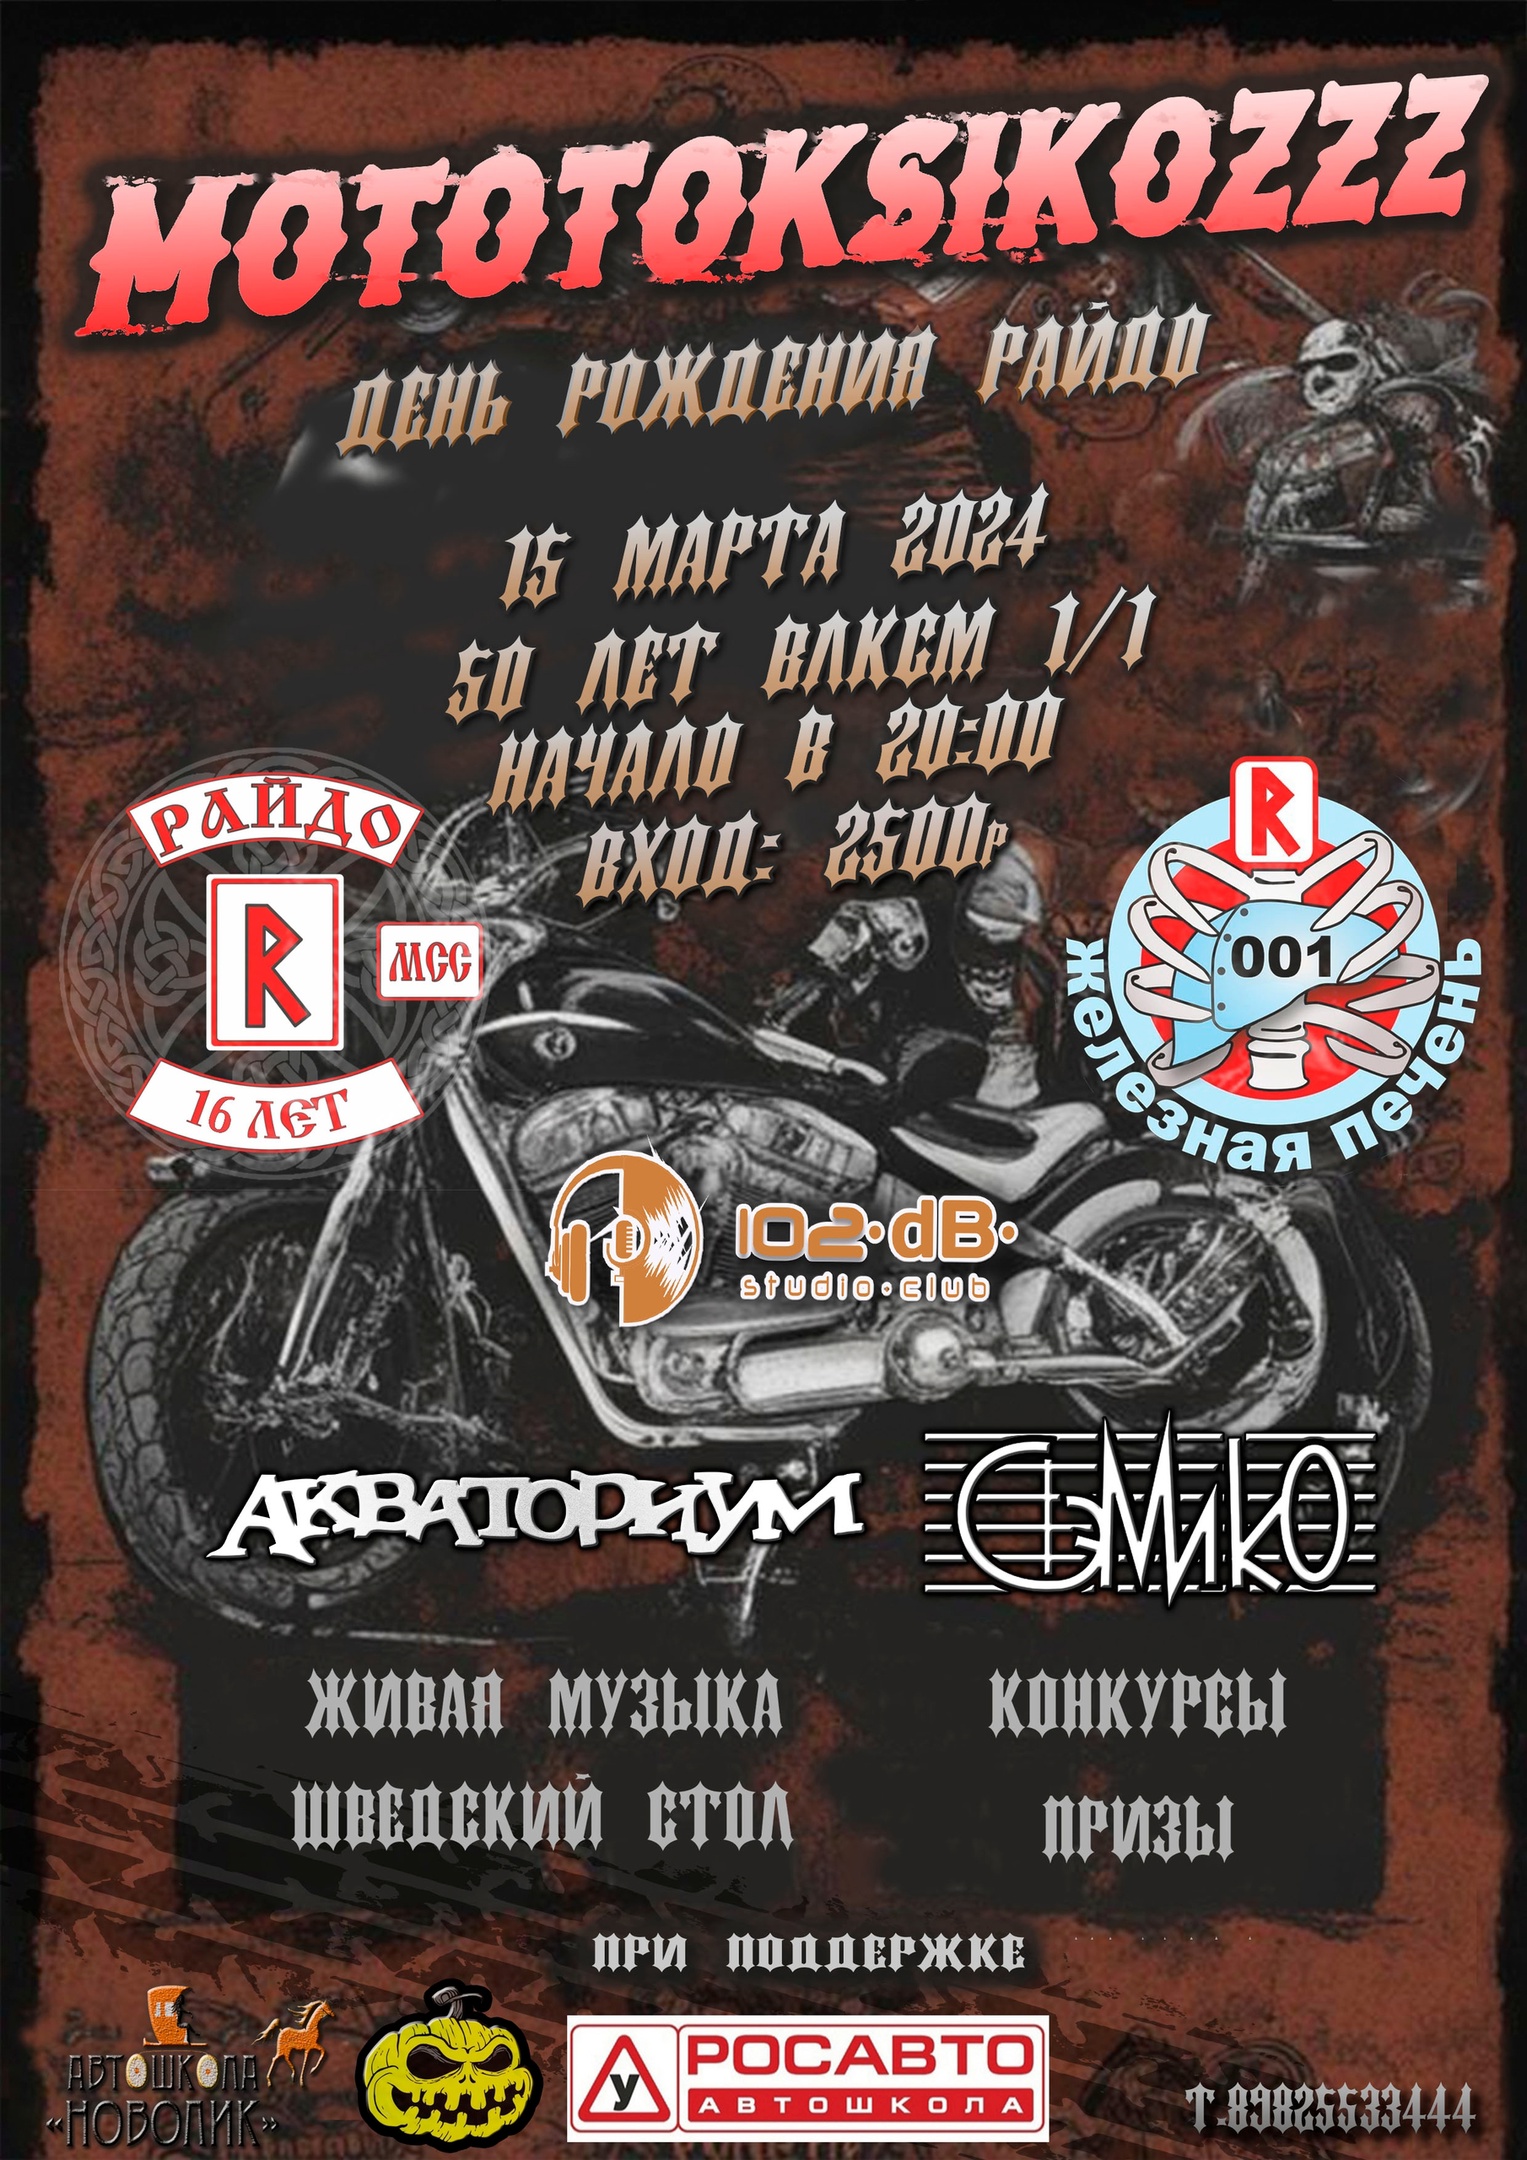 MOTOTOKSIKOZZZ
ДЕНЬ РОЖДЕНИЯ РАЙДО
15 МАРТА 2024
50 ЛЕТ ВЛКСМ 1/1
НАЧАЛО В 20:00
ВХОД: 2500р
РАЙДО
R
МСС
16 ЛЕТ
R
001
железная печень
102·dB·
studio·club
АКВАТОРИУМ
СтэМиКО
ЖИВАЯ МУЗЫКА
КОНКУРСЫ
ШВЕДСКИЙ СТОЛ
ПРИЗЫ
ПРИ ПОДДЕРЖКЕ
АВТОШКОЛА
«НОВОЛИК»
У
РОСАВТО
АВТОШКОЛА
Т.89825533444